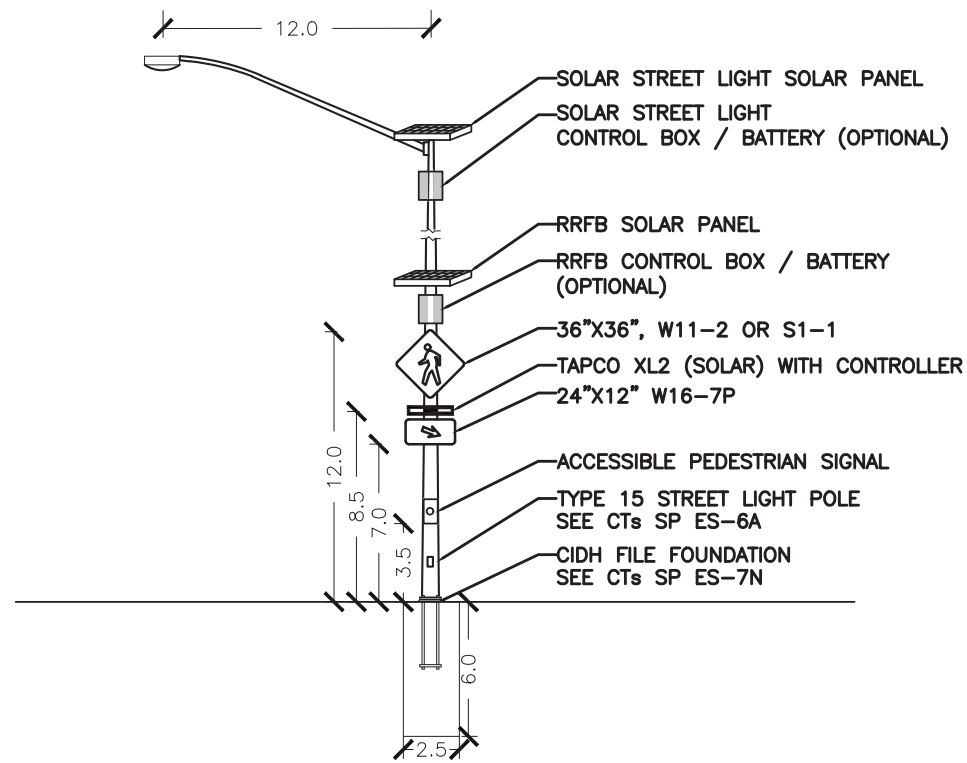 12.0
SOLAR STREET LIGHT SOLAR PANEL
SOLAR STREET LIGHT
CONTROL BOX / BATTERY (OPTIONAL)
RRFB SOLAR PANEL
RRFB CONTROL BOX / BATTERY
(OPTIONAL)
36"X36", W11-2 OR S1-1
TAPCO XL2 (SOLAR) WITH CONTROLLER
24"X12" W16-7P
12.0
8.5
7.0
3.5
ACCESSIBLE PEDESTRIAN SIGNAL
TYPE 15 STREET LIGHT POLE
SEE CTs SP ES-6A
CIDH FILE FOUNDATION
SEE CTs SP ES-7N
6.0
2.5